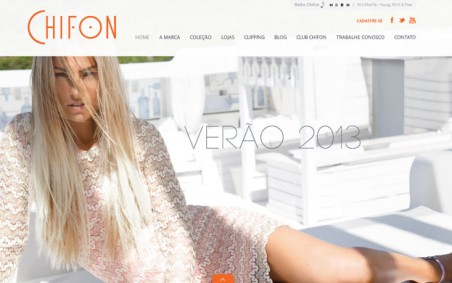 Rádio Chifon
CHIFON
CADASTRE-SE
HOME A MARCA COLEÇÃO LOJAS CLIPPING BLOG CLUB CHIFON TRABALHE CONOSCO CONTATO
VERÃO 2013